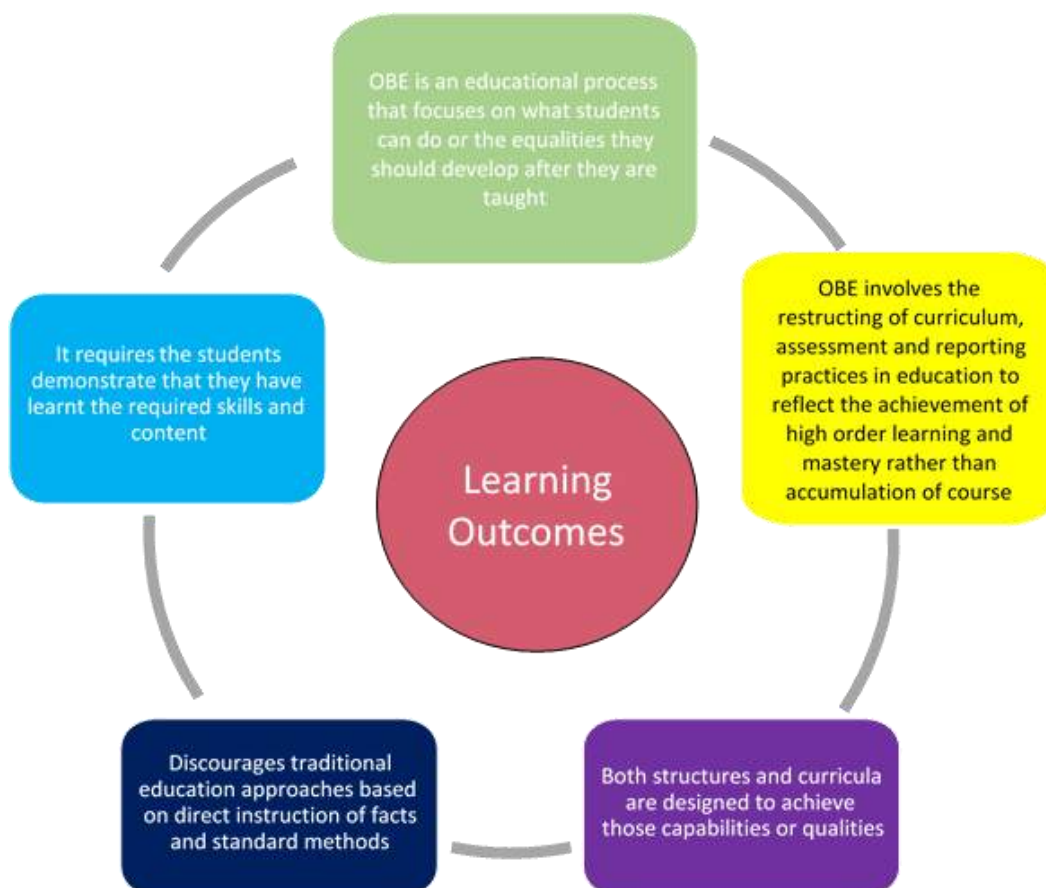 OBE is an educational process
that focuses on what students
can do or the equalities they
should develop after they are
taught
OBE involves the
restructing of curriculum,
assessment and reporting
practices in education to
reflect the achievement of
high order learning and
mastery rather than
accumulation of course
Both structures and curricula
are designed to achieve
those capabilities or qualities
Discourages traditional
education approaches based
on direct instruction of facts
and standard methods
It requires the students
demonstrate that they have
learnt the required skills and
content
Learning
Outcomes